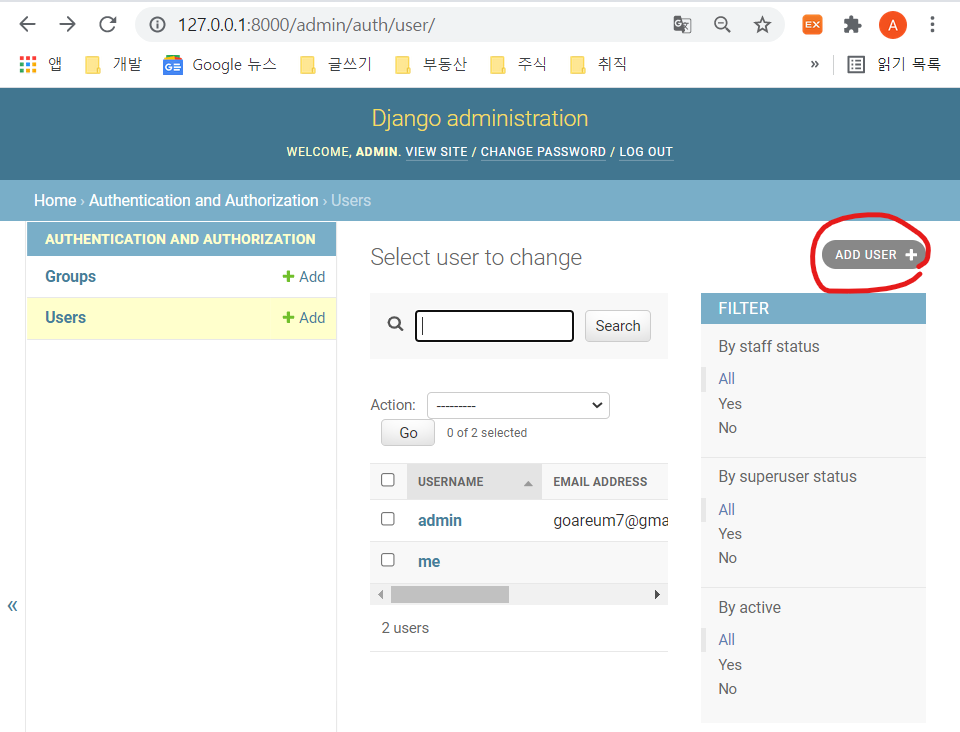 127.0.0.1:8000/admin/auth/user/
EX
A
앱 개발 GE Google 뉴스 글쓰기 부동산 주식 취직 » 읽기 목록
Django administration
WELCOME, ADMIN. VIEW SITE / CHANGE PASSWORD / LOG OUT
Home › Authentication and Authorization › Users
AUTHENTICATION AND AUTHORIZATION
Groups + Add
Users + Add
«
Select user to change
ADD USER +
Search
Action: ---------
Go 0 of 2 selected
USERNAME EMAIL ADDRESS
admin goareum7@gma
me
2 users
FILTER
By staff status
All
Yes
No
By superuser status
All
Yes
No
By active
All
Yes
No